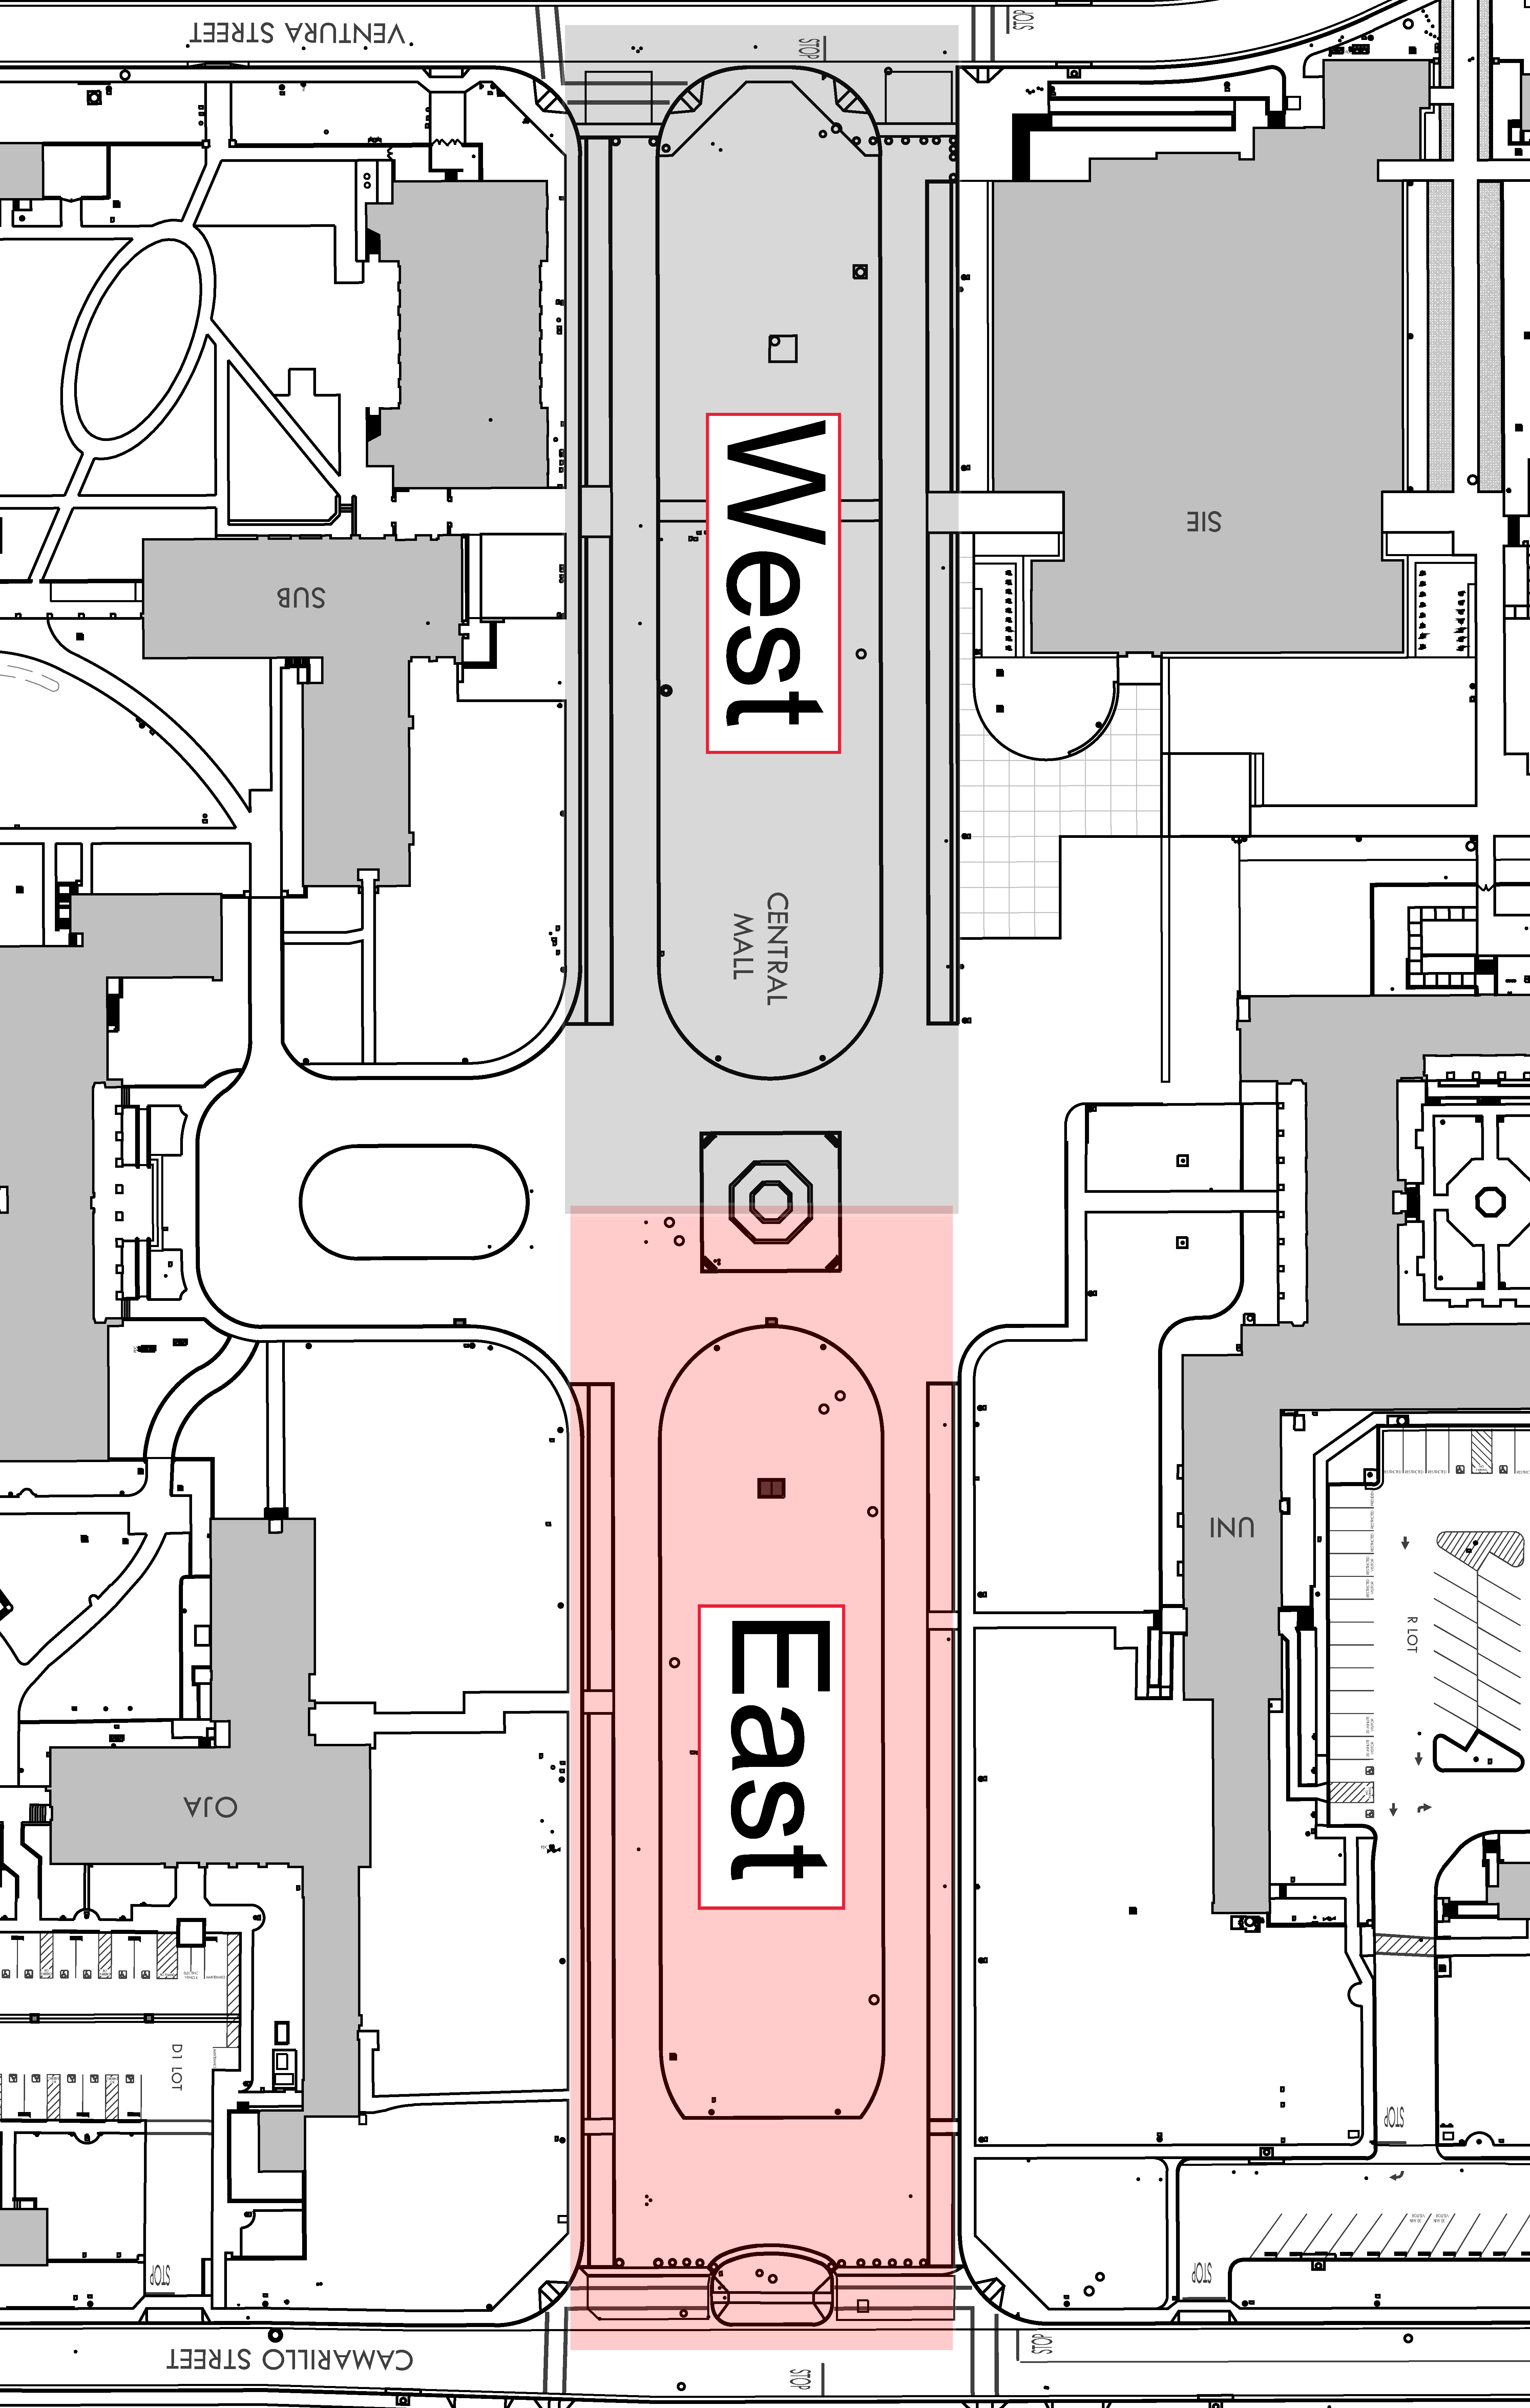 VENTURA STREET
STOP
STOP
West
SIE
SUB
CENTRAL
MALL
UNI
R LOT
East
OJA
D1 LOT
STOP
STOP
STOP
CAMARILLO STREET
STOP
STOP